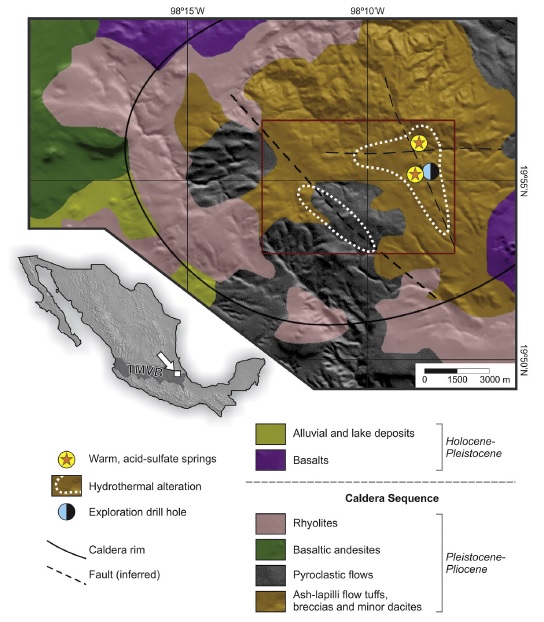 98°15'W
98°10'W
19°55'N
19°50'N
0 1500 3000 m
TMVB
Warm, acid-sulfate springs
Hydrothermal alteration
Exploration drill hole
Caldera rim
Fault (inferred)
Alluvial and lake deposits
Basalts
Holocene-
Pleistocene
Caldera Sequence
Rhyolites
Basaltic andesites
Pyroclastic flows
Ash-lapilli flow tuffs,
breccias and minor dacites
Pleistocene-
Pliocene